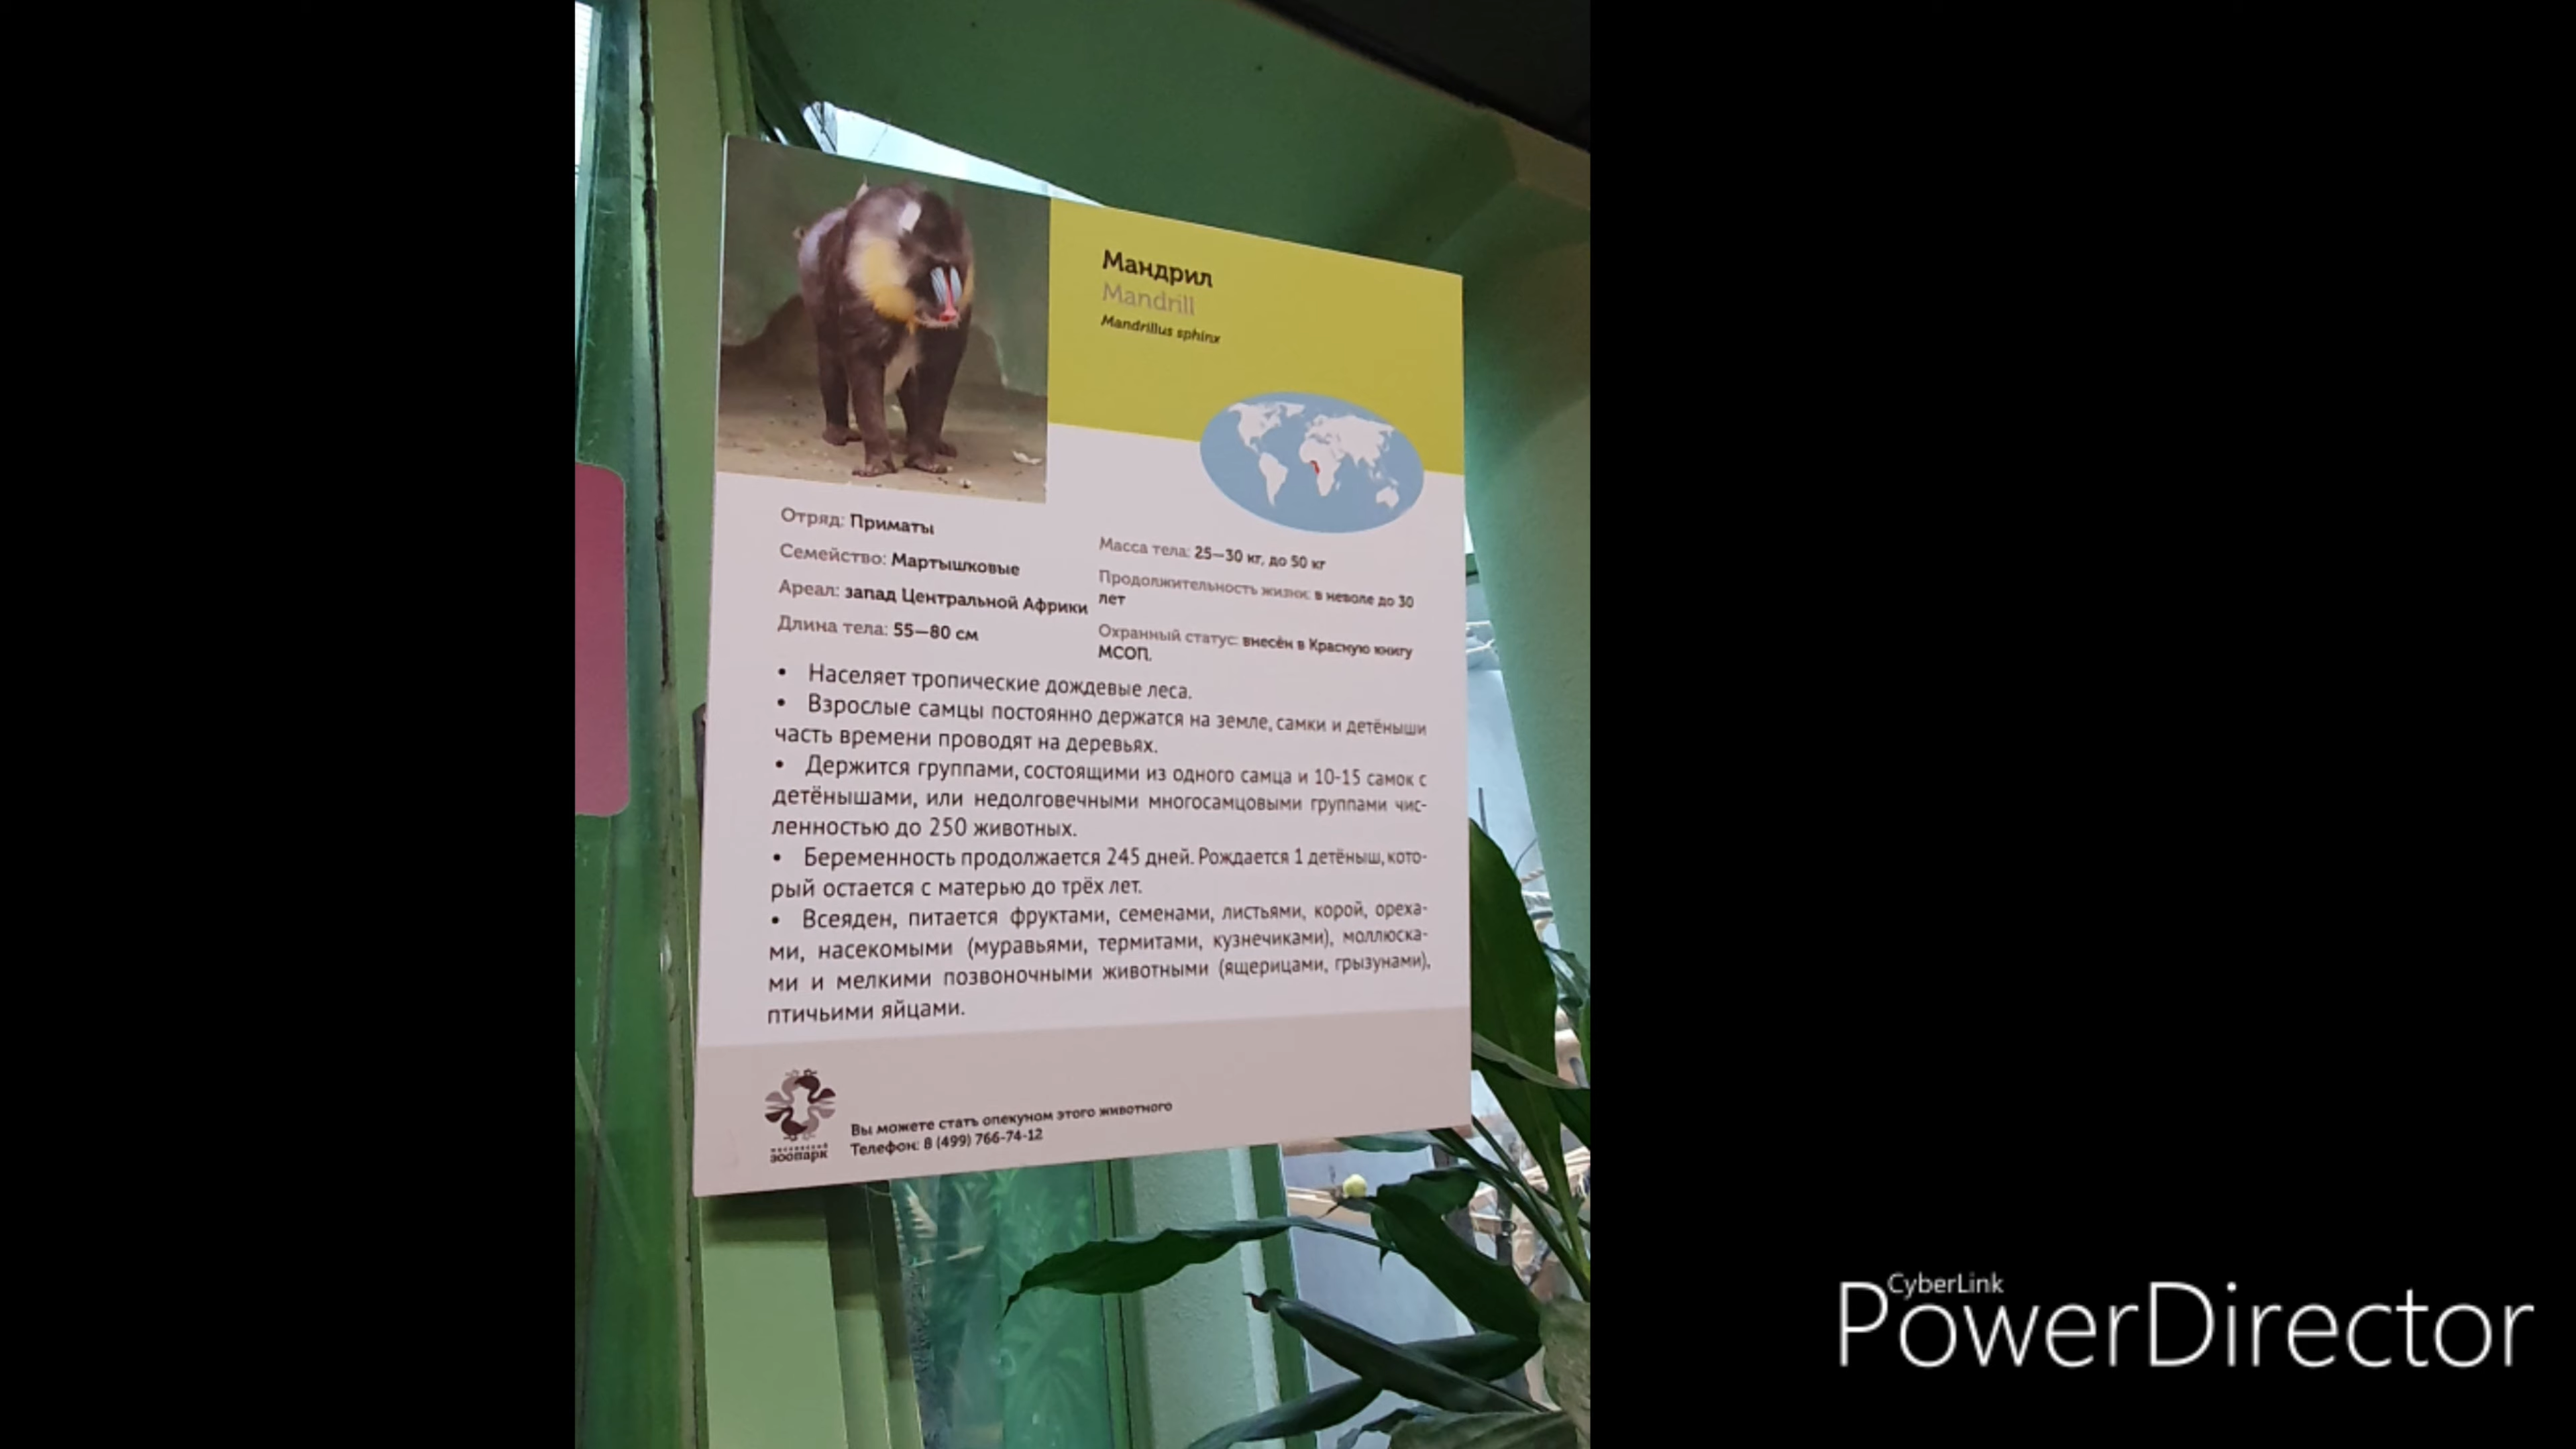 Мандрил
Mandrill
Mandrillus sphinx
Отряд: Приматы
Семейство: Мартышковые
Ареал: запад Центральной Африки
Длина тела: 55—80 см
Масса тела: 25—30 кг, до 50 кг
Продолжительность жизни: в неволе до 30
лет
Охранный статус: внесён в Красную книгу
МСОП.
• Населяет тропические дождевые леса.
• Взрослые самцы постоянно держатся на земле, самки и детёныши
часть времени проводят на деревьях.
• Держится группами, состоящими из одного самца и 10-15 самок с
детёнышами, или недолговечными многосамцовыми группами чис-
ленностью до 250 животных.
• Беременность продолжается 245 дней. Рождается 1 детёныш, кото-
рый остается с матерью до трёх лет.
• Всеяден, питается фруктами, семенами, листьями, корой, ореха-
ми, насекомыми (муравьями, термитами, кузнечиками), моллюска-
ми и мелкими позвоночными животными (ящерицами, грызунами),
птичьими яйцами.
московский
зоопарк
Вы можете стать опекуном этого животного
Телефон: 8 (499) 766-74-12
CyberLink
PowerDirector